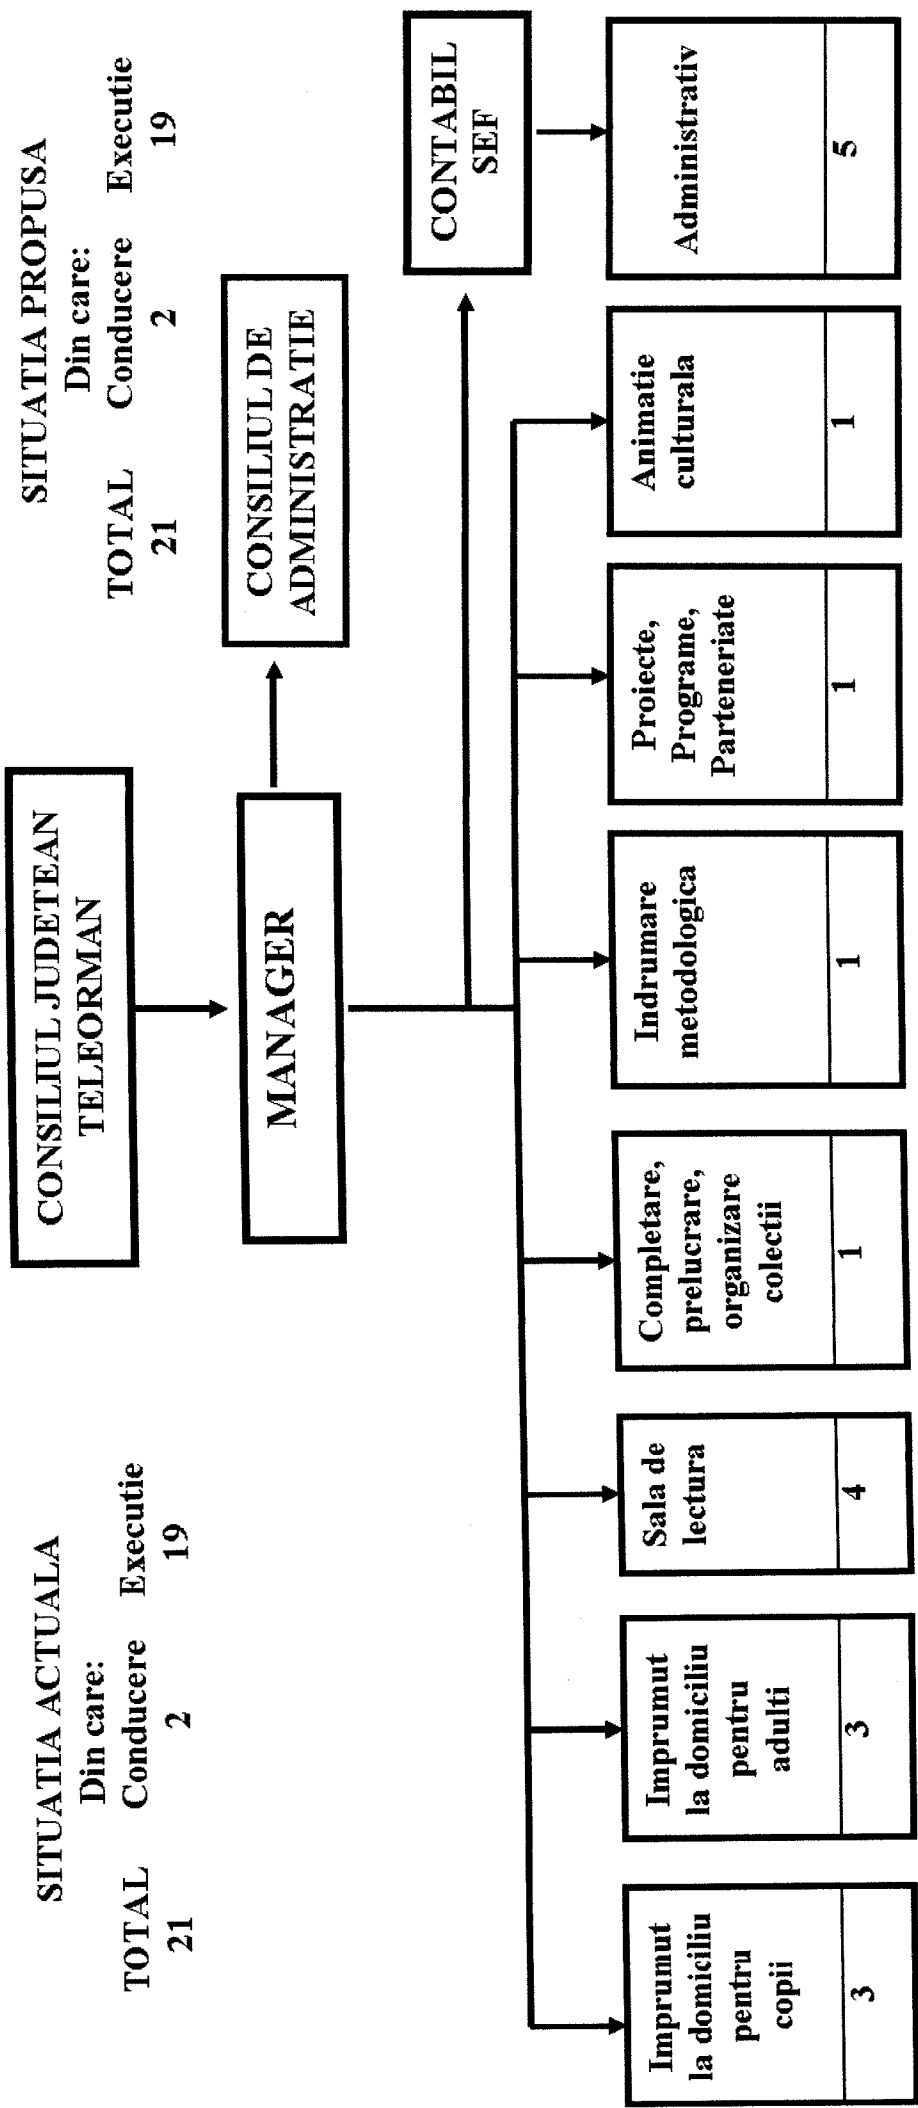 SITUATIA ACTUALA
Din care:
TOTAL Conducere Executie
21 2 19
CONSILIUL JUDETEAN
TELEORMAN
SITUATIA PROPUSA
Din care:
TOTAL Conducere Executie
21 2 19
MANAGER
CONSILIUL DE
ADMINISTRATIE
CONTABIL
SEF
Imprumut
la domiciliu
pentru
copii
3
Imprumut
la domiciliu
pentru
adulti
3
Sala de
lectura
4
Completare,
prelucrare,
organizare
colectii
1
Indrumare
metodologica
1
Proiecte,
Programe,
Parteneriate
1
Animatie
culturala
1
Administrativ
5